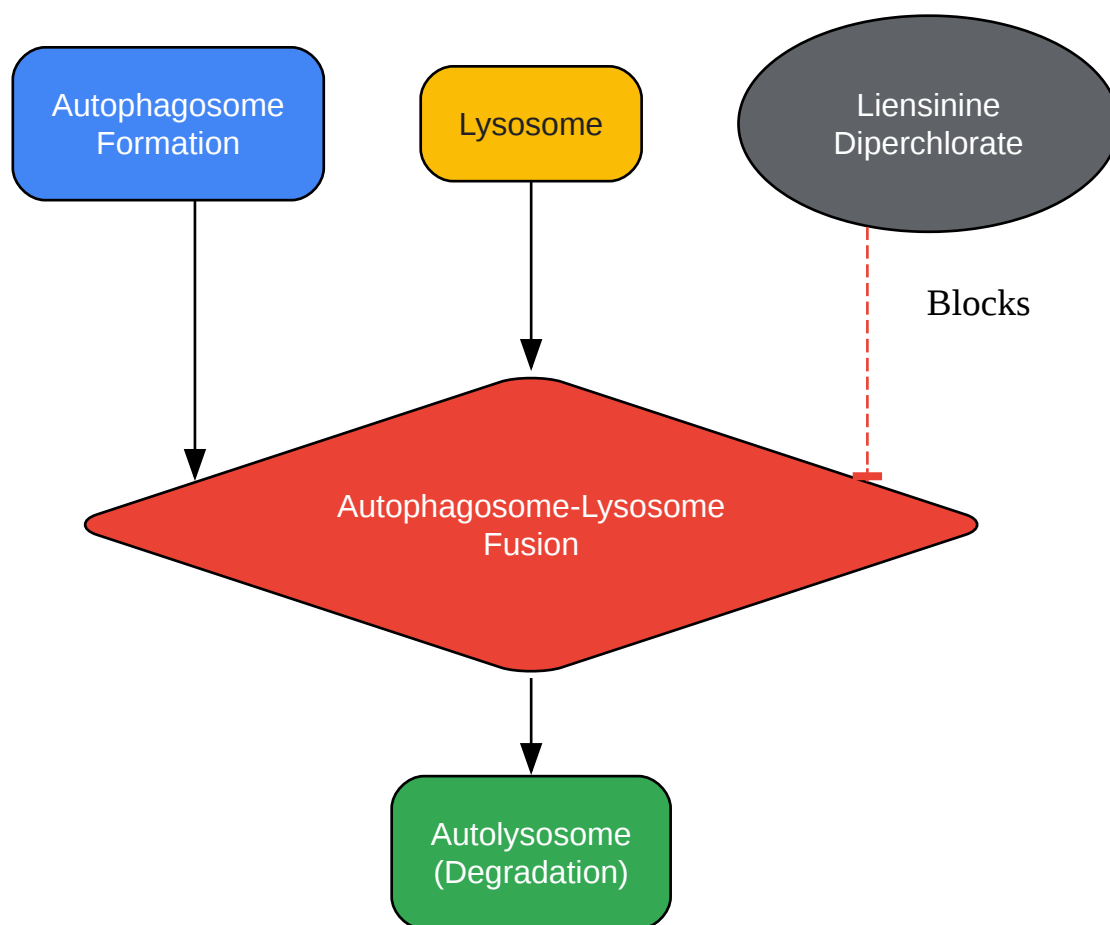 Autophagosome
Formation
Lysosome
Liensinine
Diperchlorate
Blocks
Autophagosome-Lysosome
Fusion
Autolysosome
(Degradation)